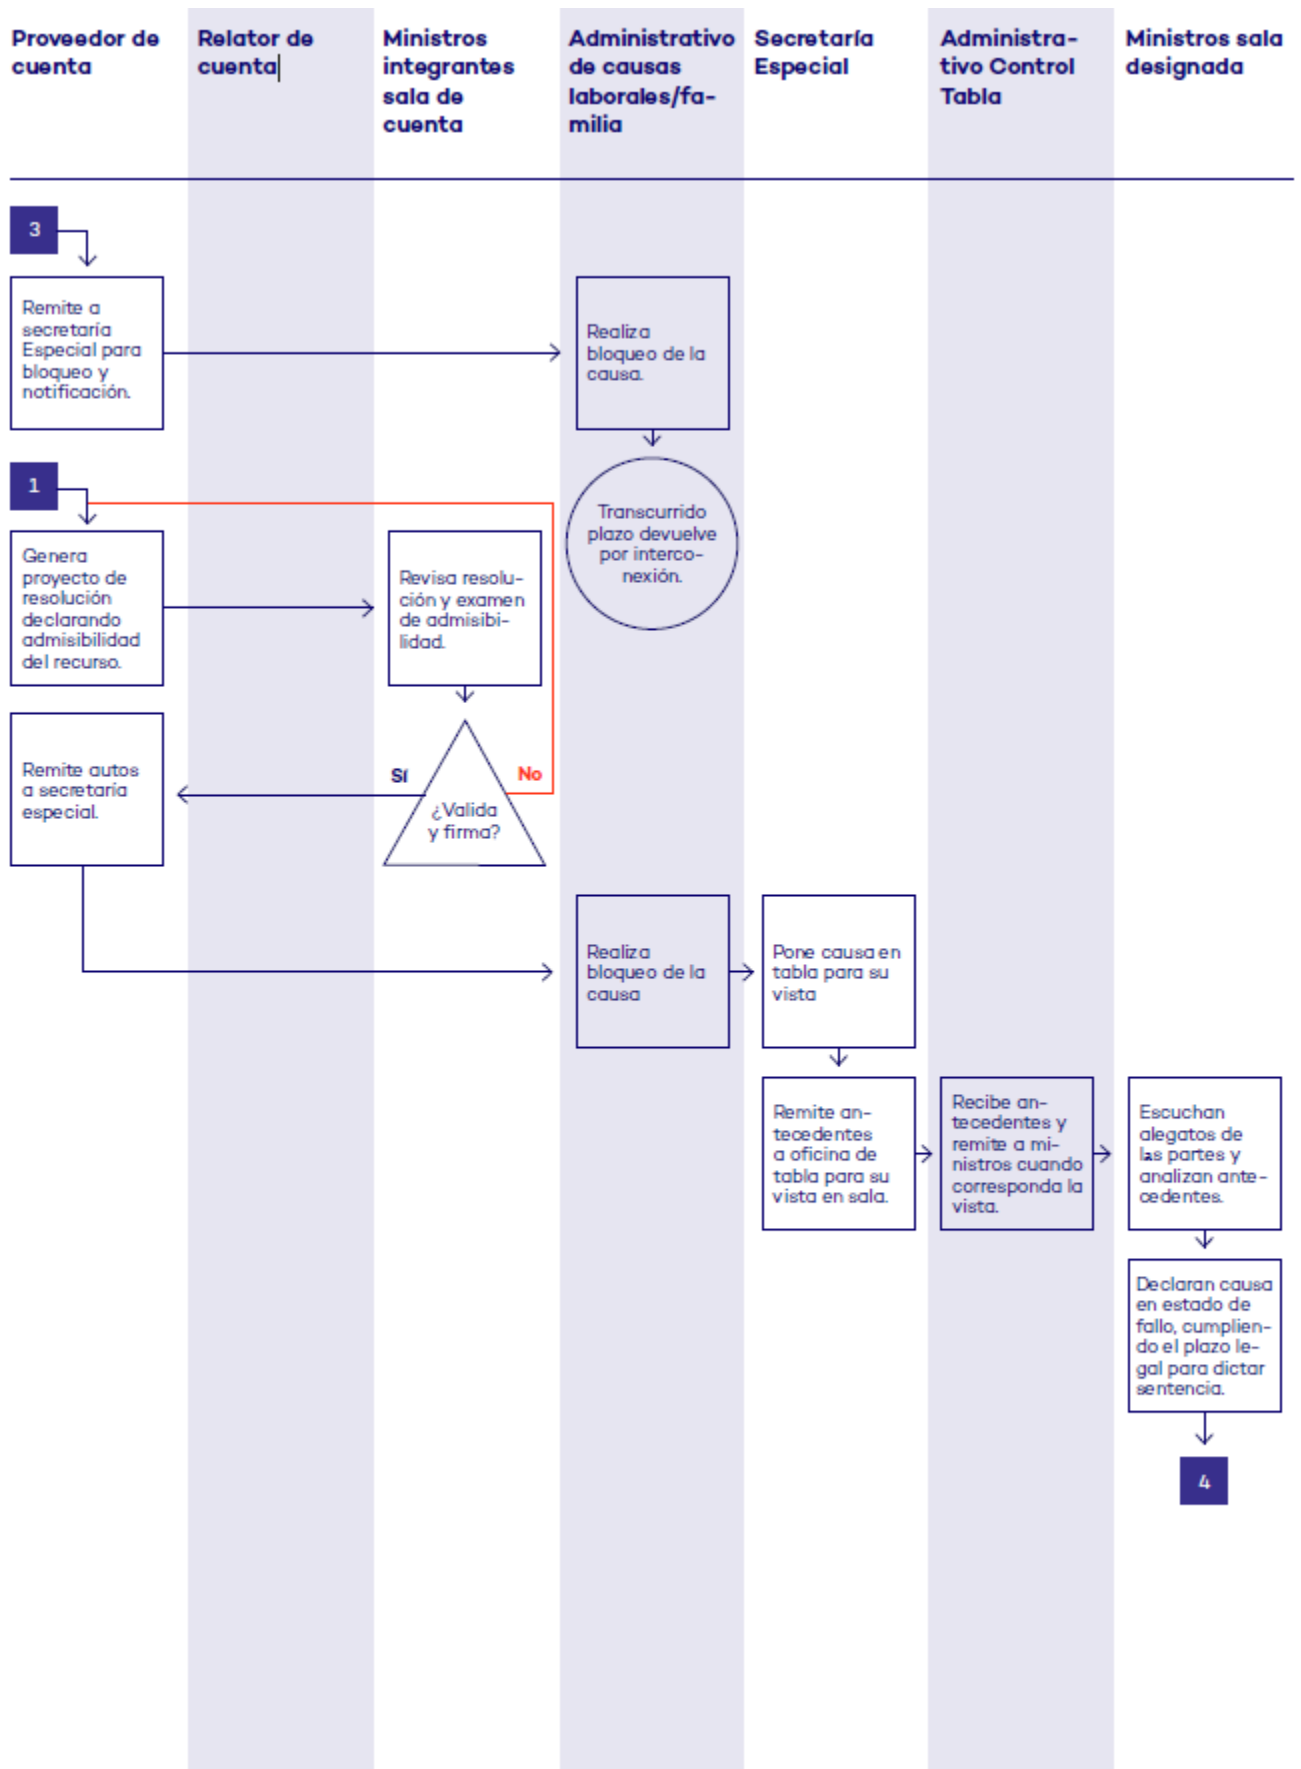 Proveedor de
cuenta
Relator de
cuenta
Ministros
integrantes
sala de
cuenta
Administrativo
de causas
laborales/fa-
milia
Secretaría
Especial
Administra-
tivo Control
Tabla
Ministros sala
designada
3
Remite a
secretaría
Especial para
bloqueo y
notificación.
Realiza
bloqueo de la
causa.
Transcurrido
plazo devuelve
por interco-
nexión.
1
Genera
proyecto de
resolución
declarando
admisibilidad
del recurso.
Revisa resolu-
ción y examen
de admisibi-
lidad.
¿Valida
y firma?
Sí
No
Remite autos
a secretaría
especial.
Realiza
bloqueo de la
causa
Pone causa en
tabla para su
vista
Remite an-
tecedentes
a oficina de
tabla para su
vista en sala.
Recibe an-
tecedentes y
remite a mi-
nistros cuando
corresponda la
vista.
Escuchan
alegatos de
las partes y
analizan ante-
cedentes.
Declaran causa
en estado de
fallo, cumplien-
do el plazo le-
gal para dictar
sentencia.
4